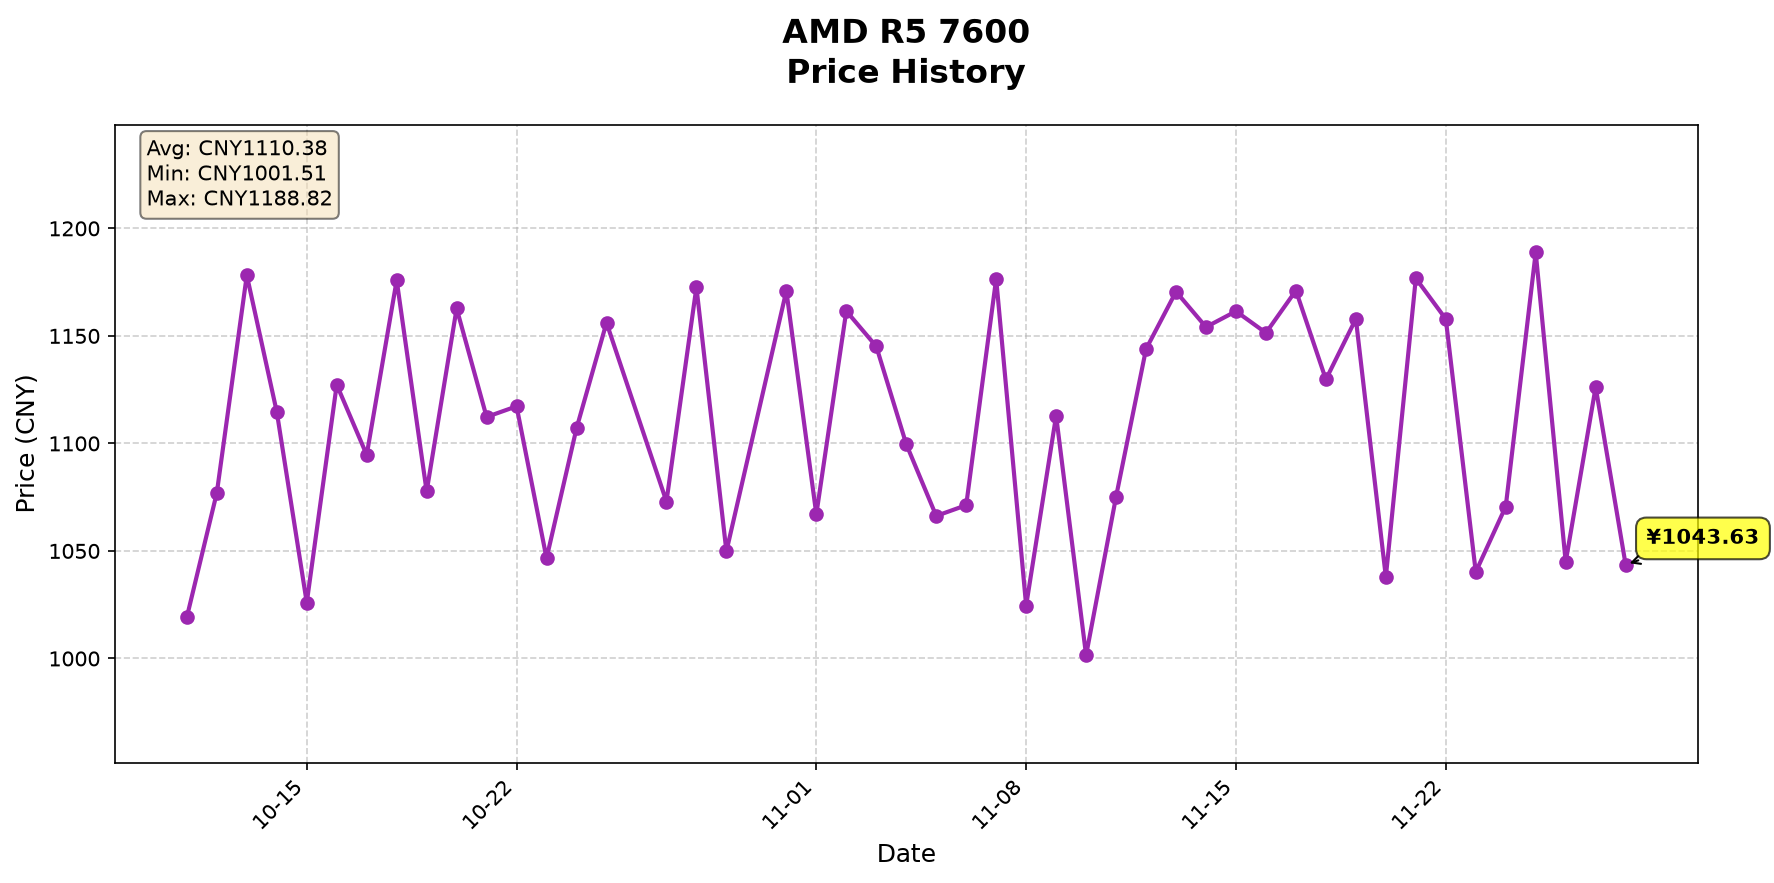 AMD R5 7600
Price History
Avg: CNY1110.38
Min: CNY1001.51
Max: CNY1188.82
Price (CNY)
1200
1150
1100
1050
1000
¥1043.63
10-15
10-22
11-01
11-08
11-15
11-22
Date